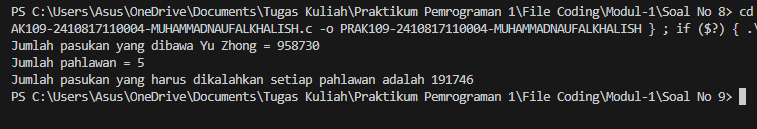 PS C:\Users\Asus\OneDrive\Documents\Tugas Kuliah\Praktikum Pemrograman 1\File Coding\Modul-1\Soal No 8> cd
AK109-2410817110004-MUHAMMADNAUFALKHALISH.c -o PRAK109-2410817110004-MUHAMMADNAUFALKHALISH } ; if ($?) { .\
Jumlah pasukan yang dibawa Yu Zhong = 958730
Jumlah pahlawan = 5
Jumlah pasukan yang harus dikalahkan setiap pahlawan adalah 191746
PS C:\Users\Asus\OneDrive\Documents\Tugas Kuliah\Praktikum Pemrograman 1\File Coding\Modul-1\Soal No 9>